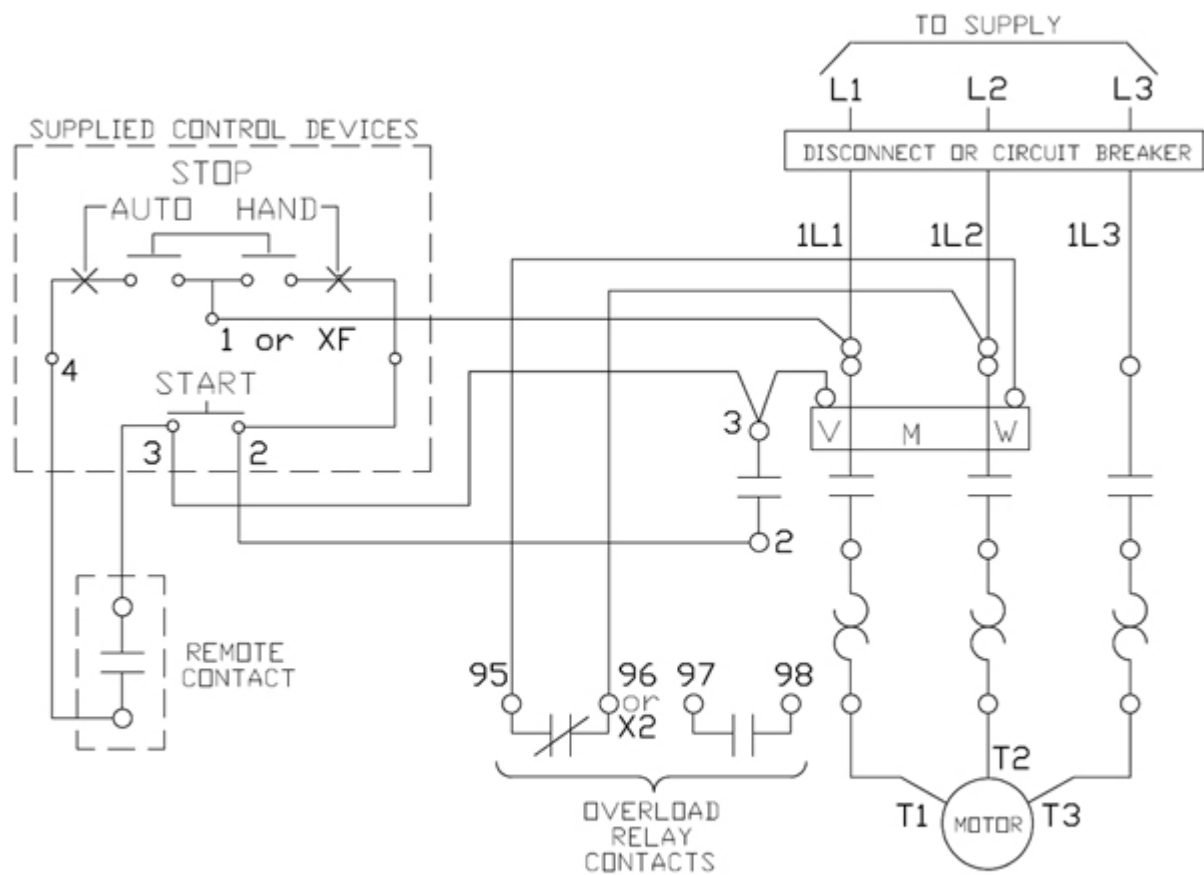 TO SUPPLY
L1 L2 L3
SUPPLIED CONTROL DEVICES
DISCONNECT OR CIRCUIT BREAKER
STOP
AUTO HAND
1L1 1L2 1L3
1 or XF
4
START
3 2
3
V M W
2
REMOTE
CONTACT
95 96 97 98
or
X2
OVERLOAD
RELAY
CONTACTS
T2
T1 MOTOR T3